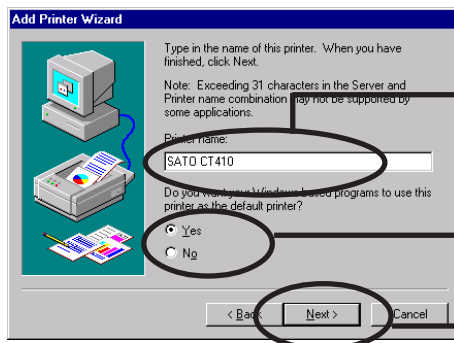 Add Printer Wizard
Type in the name of this printer. When you have
finished, click Next.
Note: Exceeding 31 characters in the Server and
Printer name combination may not be supported by
some applications.
Printer name:
SATO CT410
Do you want your Windows-based programs to use this
printer as the default printer?
Yes
No
< Back Next > Cancel